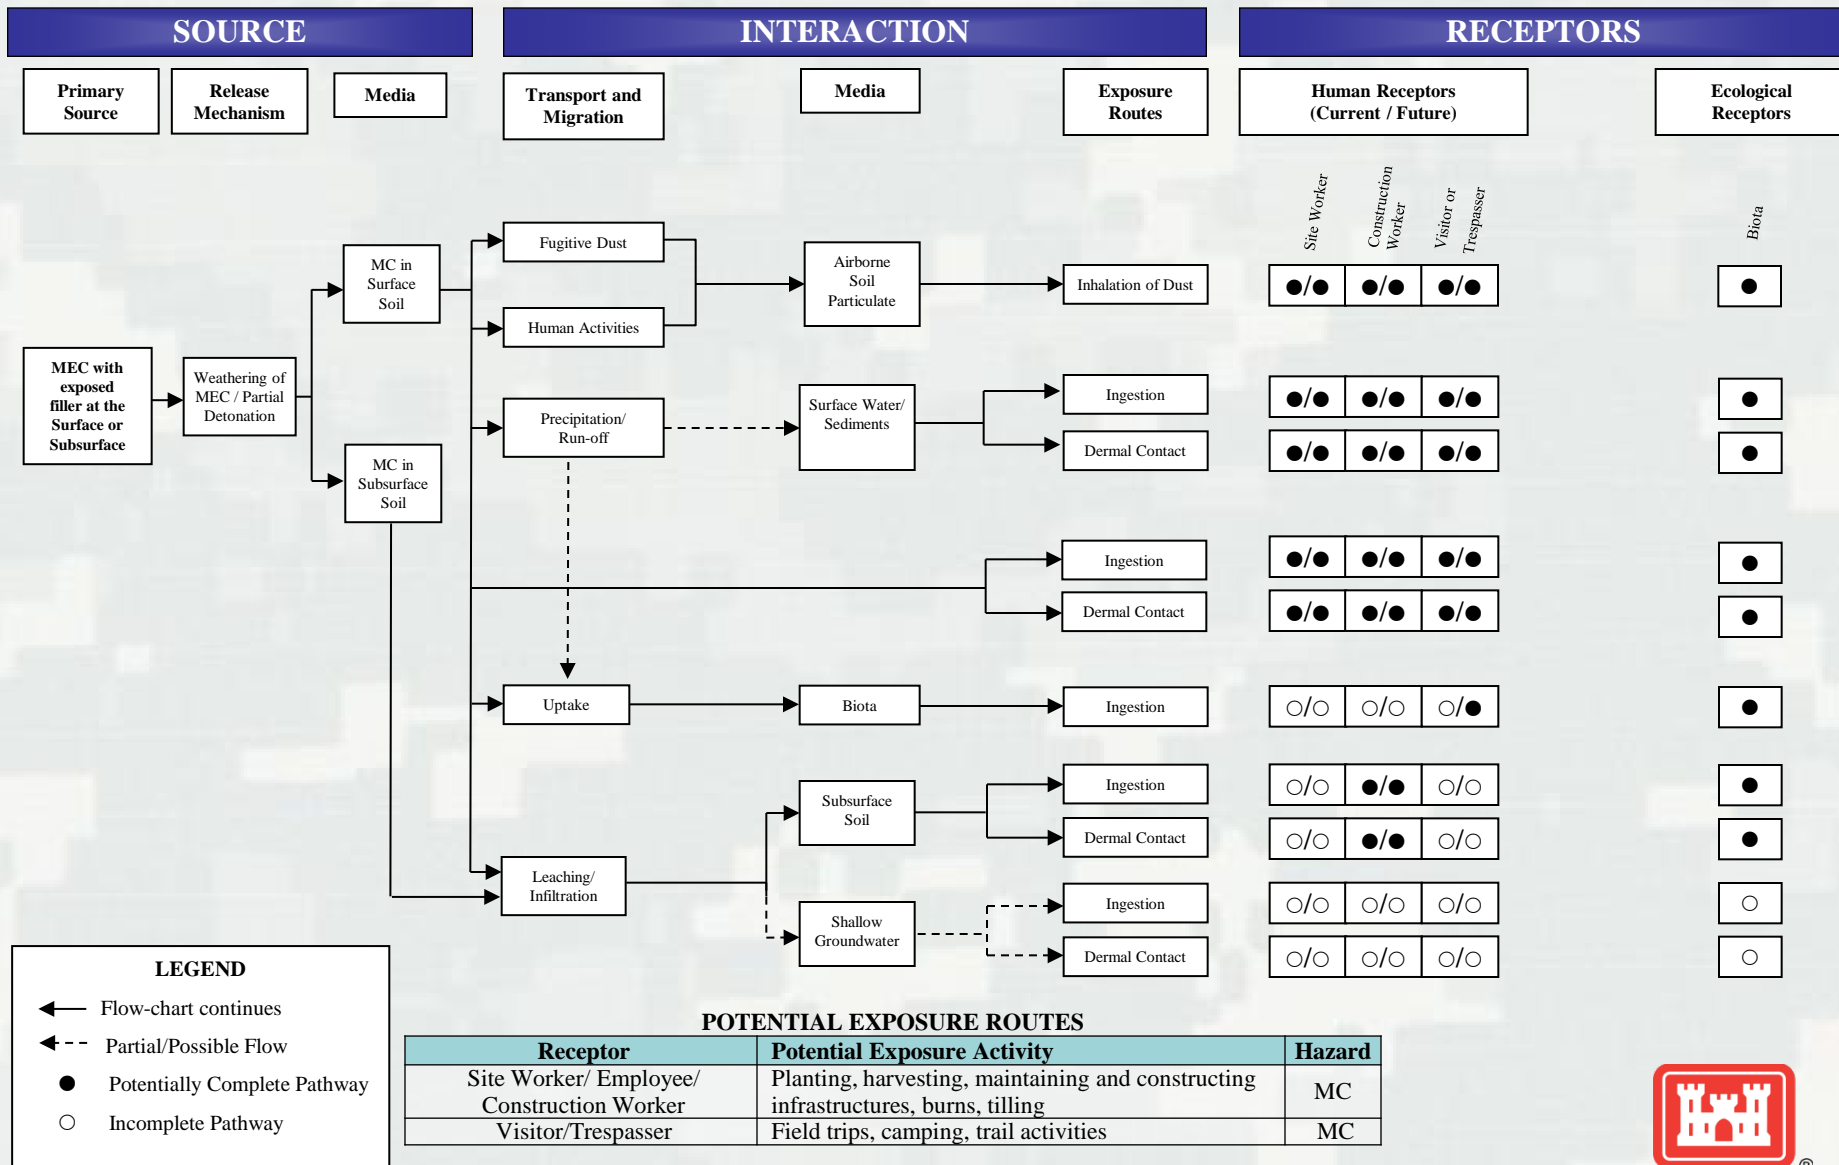 SOURCE
INTERACTION
RECEPTORS
Primary
Source
Release
Mechanism
Media
Transport and
Migration
Media
Exposure
Routes
Human Receptors
(Current / Future)
Ecological
Receptors
Site Worker
Construction
Worker
Visitor or
Trespasser
Biota
Fugitive Dust
MC in
Surface
Soil
Airborne
Soil
Particulate
Inhalation of Dust
●/● ●/● ●/● ●
Human Activities
MEC with
exposed
filler at the
Surface or
Subsurface
Weathering of
MEC / Partial
Detonation
Precipitation/
Run-off
Surface Water/
Sediments
Ingestion
●/● ●/● ●/● ●
Dermal Contact
●/● ●/● ●/● ●
MC in
Subsurface
Soil
Ingestion
●/● ●/● ●/● ●
Dermal Contact
●/● ●/● ●/● ●
Uptake
Biota
Ingestion
○/○ ○/○ ○/● ●
Subsurface
Soil
Ingestion
○/○ ●/● ○/○ ●
Dermal Contact
○/○ ●/● ○/○ ●
Leaching/
Infiltration
Shallow
Groundwater
Ingestion
○/○ ○/○ ○/○ ○
Dermal Contact
○/○ ○/○ ○/○ ○
LEGEND
Flow-chart continues
Partial/Possible Flow
● Potentially Complete Pathway
○ Incomplete Pathway
POTENTIAL EXPOSURE ROUTES
Receptor Potential Exposure Activity Hazard
Site Worker/ Employee/
Construction Worker
Planting, harvesting, maintaining and constructing
infrastructures, burns, tilling
MC
Visitor/Trespasser Field trips, camping, trail activities MC
®